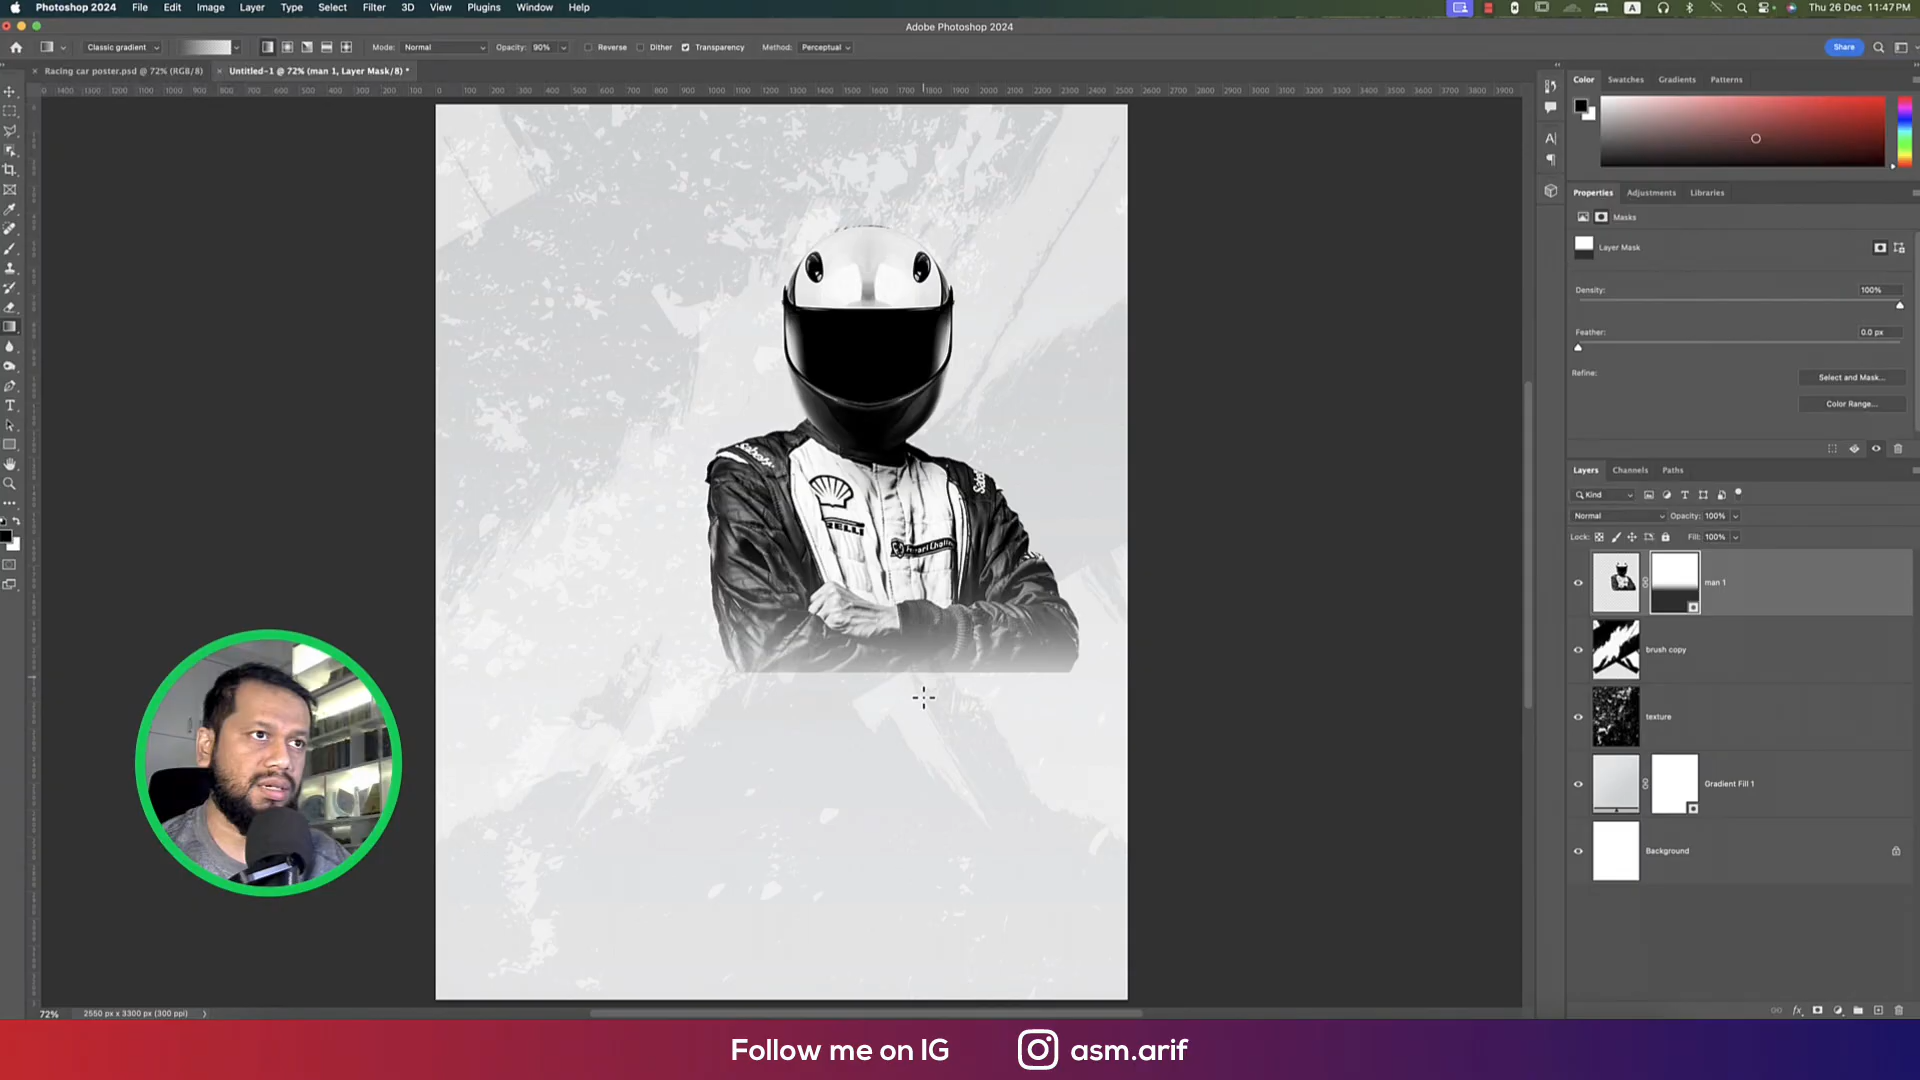 Photoshop 2024 File Edit Image Layer Type Select Filter 3D View Plugins Window Help
A Thu 26 Dec 11:47 PM
Adobe Photoshop 2024
Classic gradient Mode: Normal Opacity: 90% Reverse Dither Transparency Method: Perceptual Share
Racing car poster.psd @ 72% (RGB/8) Untitled-1 @ 72% (man 1, Layer Mask/8) *
Color Swatches Gradients Patterns
Properties Adjustments Libraries
Masks
Layer Mask
Density: 100%
Feather: 0.0 px
Refine: Select and Mask...
Color Range...
Layers Channels Paths
Kind
Normal Opacity: 100%
Lock: Fill: 100%
man 1
brush copy
texture
Gradient Fill 1
Background
72% 2550 px x 3300 px (300 ppi)
Follow me on IG asm.arif